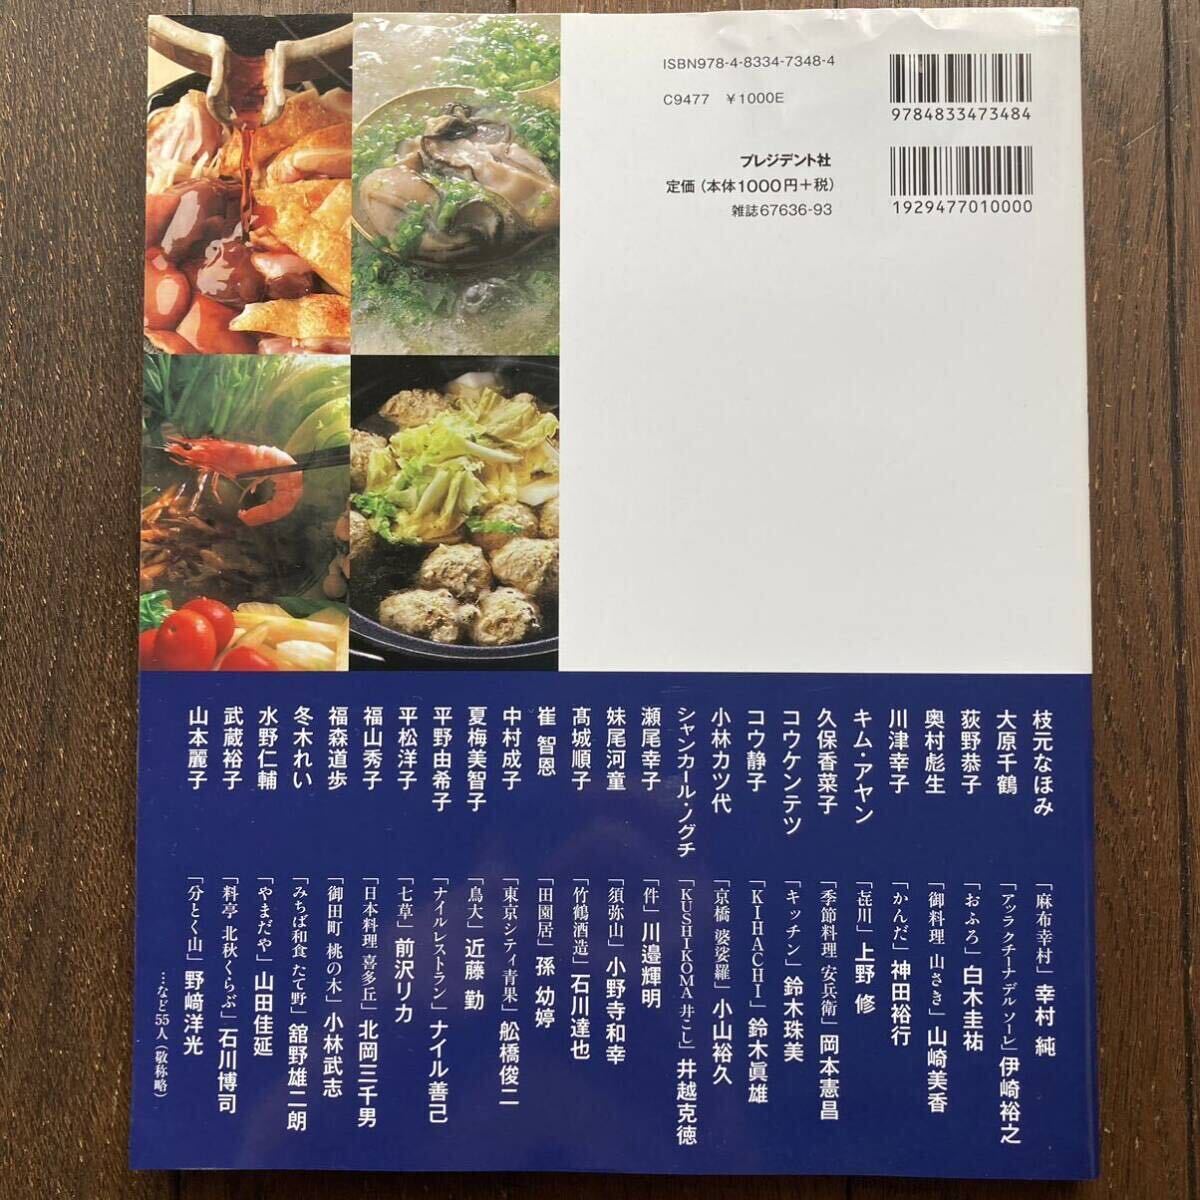 ISBN978-4-8334-7348-4
C9477 ￥1000E
9784833473484
プレジデント社
定価（本体1000円＋税）
雑誌67636-93
1929477010000
枝元なほみ
大原千鶴
荻野恭子
奥村彪生
川津幸子
キム・アヤン
久保香菜子
コウケンテツ
コウ静子
小林カツ代
シャンカール・ノグチ
瀬尾幸子
妹尾河童
髙城順子
崔 智恩
中村成子
夏梅美智子
平野由希子
平松洋子
福山秀子
福森道歩
冬木れい
水野仁輔
武蔵裕子
山本麗子
「麻布幸村」幸村 純
「アッラ クチーナ デル ソーレ」伊崎裕之
「おふろ」白木圭祐
「御料理 山さき」山崎美香
「かんだ」神田裕行
「㐂川」上野 修
「季節料理 安兵衛」岡本憲昌
「キッチン」鈴木珠美
「KIHACHI」鈴木眞雄
「京橋 婆娑羅」小山裕久
「KUSHIKOMA 井こし」井越克徳
「件」川邉輝明
「須弥山」小野寺和幸
「竹鶴酒造」石川達也
「田園居」孫 幼婷
「東京シティ青果」舩橋俊二
「鳥大」近藤 勤
「ナイルレストラン」ナイル善己
「七草」前沢リカ
「日本料理 喜多丘」北岡三千男
「御田町 桃の木」小林武志
「みちば和食 たて野」舘野雄二朗
「やまだや」山田佳延
「料亭 北秋くらぶ」石川博司
「分とく山」野﨑洋光
…など55人（敬称略）